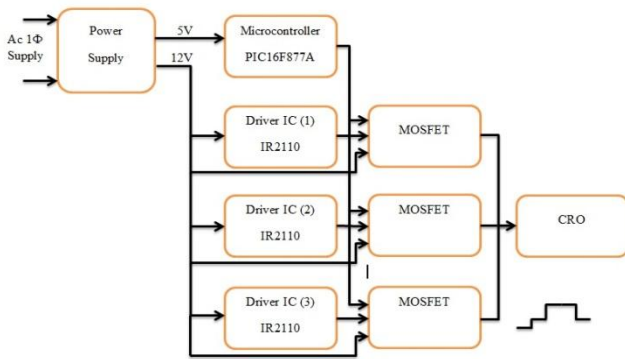 Ac 1Φ
Supply
Power
Supply
5V
12V
Microcontroller
PIC16F877A
Driver IC (1)
IR2110
MOSFET
Driver IC (2)
IR2110
MOSFET
CRO
Driver IC (3)
IR2110
MOSFET